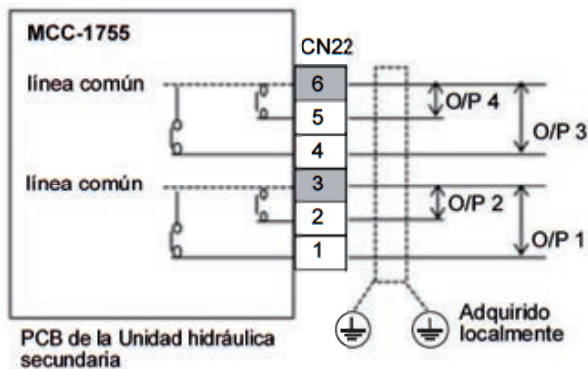 MCC-1755
CN22
línea común
6
5
4
O/P 4
O/P 3
línea común
3
2
1
O/P 2
O/P 1
PCB de la Unidad hidráulica
secundaria
Adquirido
localmente